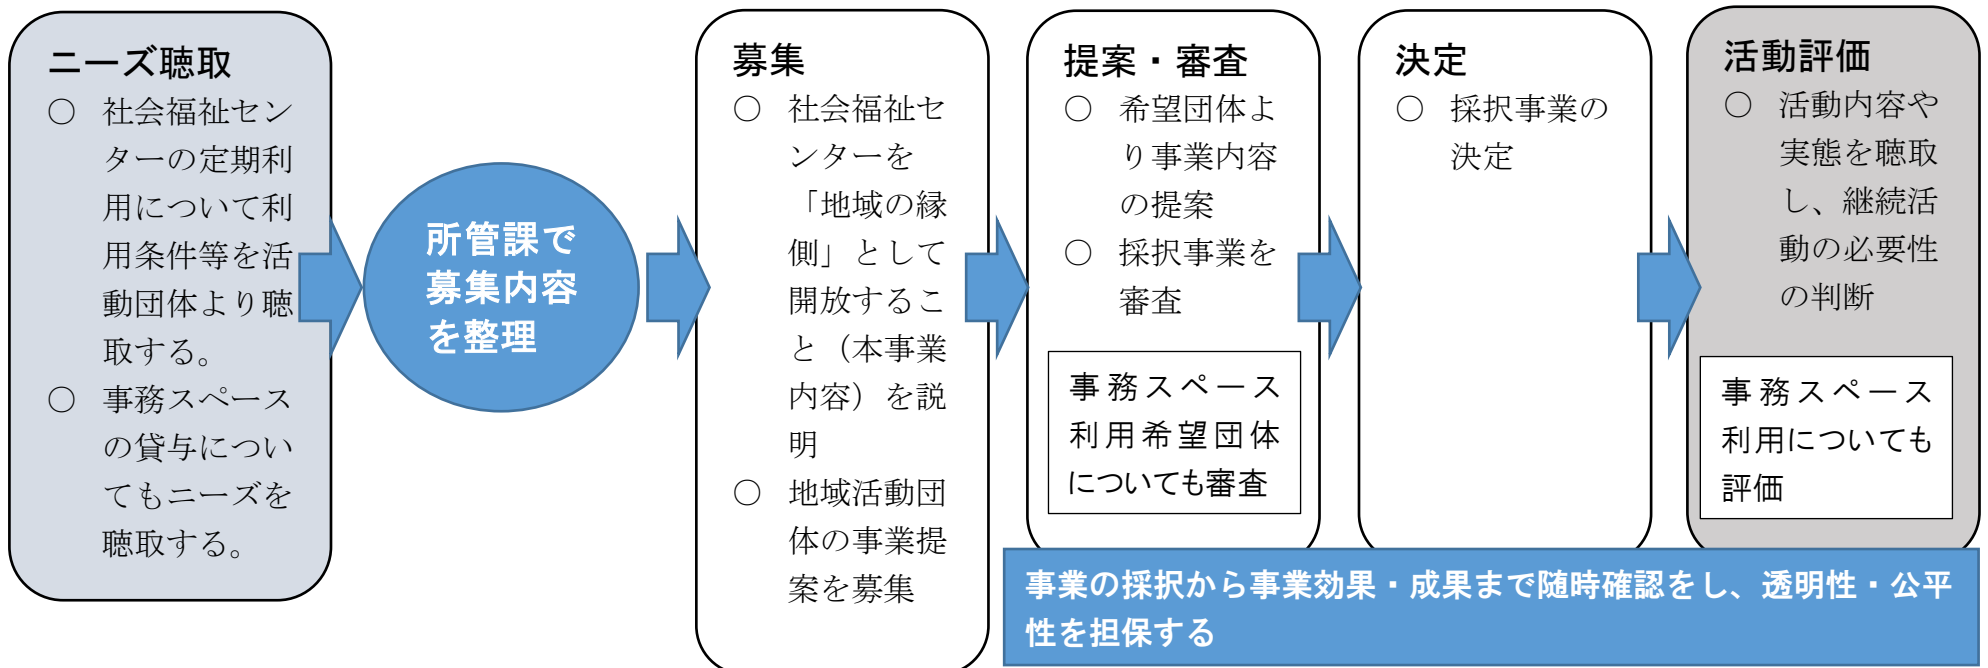 ニーズ聴取
○ 社会福祉セン
ターの定期利
用について利
用条件等を活
動団体より聴
取する。
○ 事務スペース
の貸与につい
てもニーズを
聴取する。
所管課で
募集内容
を整理
募集
○ 社会福祉セ
ンターを
「地域の縁
側」として
開放するこ
と（本事業
内容）を説
明
○ 地域活動団
体の事業提
案を募集
提案・審査
○ 希望団体よ
り事業内容
の提案
○ 採択事業を
審査
事務スペース
利用希望団体
についても審査
決定
○ 採択事業の
決定
活動評価
○ 活動内容や
実態を聴取
し、継続活
動の必要性
の判断
事務スペース
利用についても
評価
事業の採択から事業効果・成果まで随時確認をし、透明性・公平
性を担保する